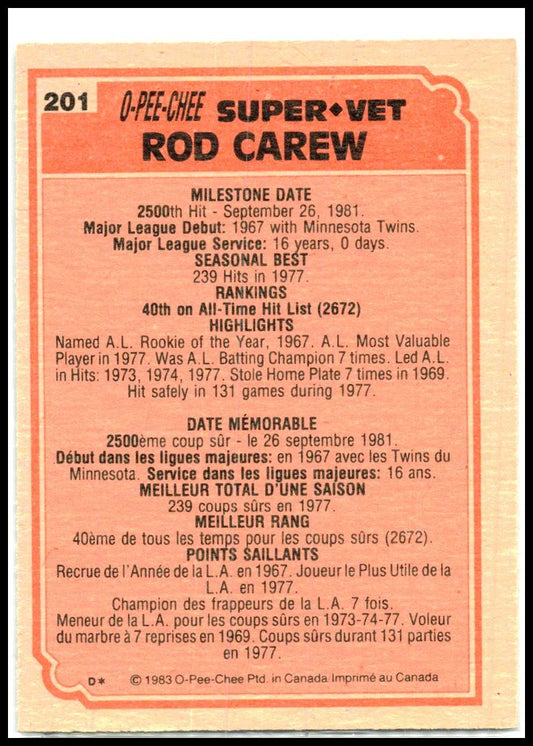 201 O-PEE-CHEE SUPER♦VET
ROD CAREW
MILESTONE DATE
2500th Hit - September 26, 1981.
Major League Debut: 1967 with Minnesota Twins.
Major League Service: 16 years, 0 days.
SEASONAL BEST
239 Hits in 1977.
RANKINGS
40th on All-Time Hit List (2672)
HIGHLIGHTS
Named A.L. Rookie of the Year, 1967. A.L. Most Valuable
Player in 1977. Was A.L. Batting Champion 7 times. Led A.L.
in Hits: 1973, 1974, 1977. Stole Home Plate 7 times in 1969.
Hit safely in 131 games during 1977.
DATE MÉMORABLE
2500ème coup sûr - le 26 septembre 1981.
Début dans les ligues majeures: en 1967 avec les Twins du
Minnesota. Service dans les ligues majeures: 16 ans.
MEILLEUR TOTAL D'UNE SAISON
239 coups sûrs en 1977.
MEILLEUR RANG
40ème de tous les temps pour les coups sûrs (2672).
POINTS SAILLANTS
Recrue de l'Année de la L.A. en 1967. Joueur le Plus Utile de la
L.A. en 1977.
Champion des frappeurs de la L.A. 7 fois.
Meneur de la L.A. pour les coups sûrs en 1973-74-77. Voleur
du marbre à 7 reprises en 1969. Coups sûrs durant 131 parties
en 1977.
D* © 1983 O-Pee-Chee Ptd. in Canada Imprimé au Canada